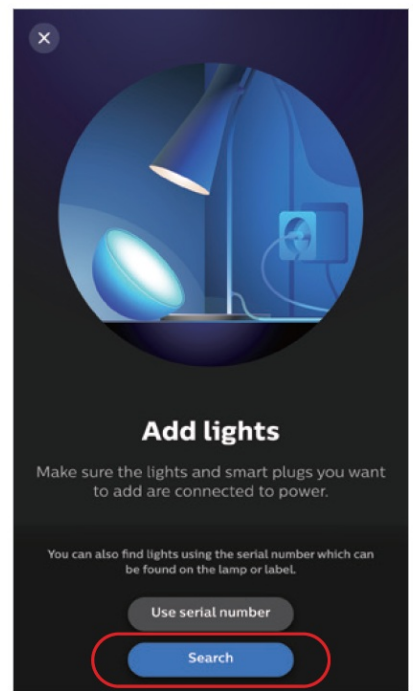 Add lights
Make sure the lights and smart plugs you want
to add are connected to power.
You can also find lights using the serial number which can
be found on the lamp or label.
Use serial number
Search